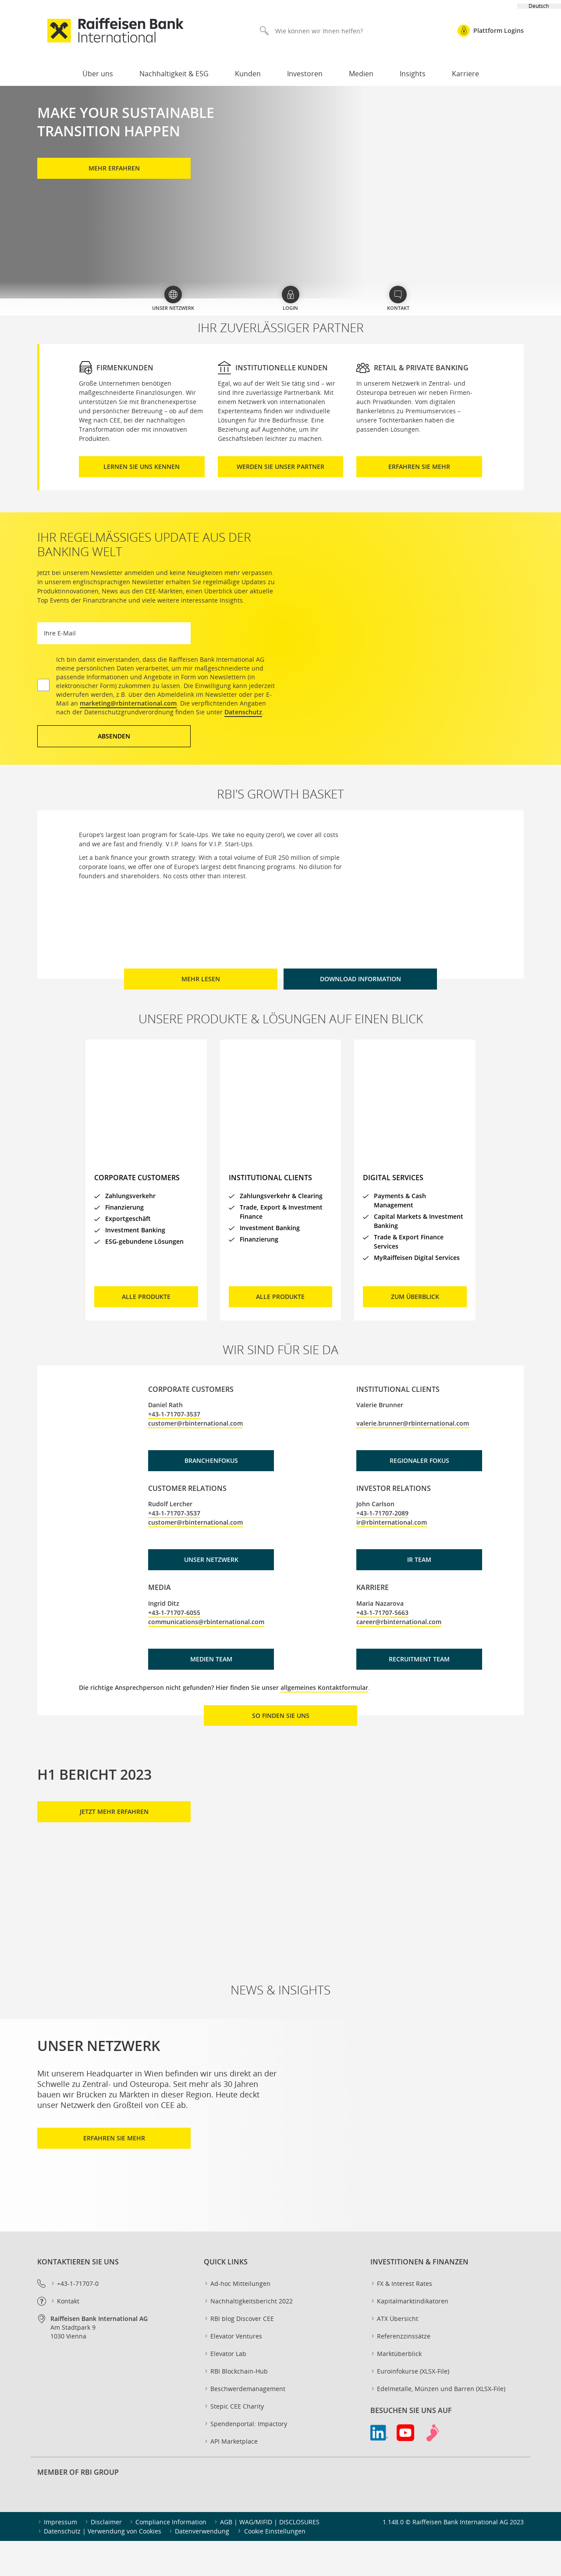 Deutsch
Raiffeisen Bank
International
Wie können wir Ihnen helfen?
Plattform Logins
Über uns
Nachhaltigkeit & ESG
Kunden
Investoren
Medien
Insights
Karriere
MAKE YOUR SUSTAINABLE
TRANSITION HAPPEN
MEHR ERFAHREN
UNSER NETZWERK
LOGIN
KONTAKT
IHR ZUVERLÄSSIGER PARTNER
FIRMENKUNDEN
Große Unternehmen benötigen
maßgeschneiderte Finanzlösungen. Wir
unterstützen Sie mit Branchenexpertise
und persönlicher Betreuung – ob auf dem
Weg nach CEE, bei der nachhaltigen
Transformation oder mit innovativen
Produkten.
LERNEN SIE UNS KENNEN
INSTITUTIONELLE KUNDEN
Egal, wo auf der Welt Sie tätig sind – wir
sind Ihre zuverlässige Partnerbank. Mit
einem Netzwerk von internationalen
Expertenteams finden wir individuelle
Lösungen für Ihre Bedürfnisse. Eine
Beziehung auf Augenhöhe, um Ihr
Geschäftsleben leichter zu machen.
WERDEN SIE UNSER PARTNER
RETAIL & PRIVATE BANKING
In unserem Netzwerk in Zentral- und
Osteuropa betreuen wir neben Firmen-
auch Privatkunden. Vom digitalen
Bankerlebnis zu Premiumservices –
unsere Tochterbanken haben die
passenden Lösungen.
ERFAHREN SIE MEHR
IHR REGELMÄSSIGES UPDATE AUS DER
BANKING WELT
Jetzt bei unserem Newsletter anmelden und keine Neuigkeiten mehr verpassen.
In unserem englischsprachigen Newsletter erhalten Sie regelmäßige Updates zu
Produktinnovationen, News aus den CEE-Märkten, einen Überblick über aktuelle
Top Events der Finanzbranche und viele weitere interessante Insights.
Ihre E-Mail
Ich bin damit einverstanden, dass die Raiffeisen Bank International AG
meine persönlichen Daten verarbeitet, um mir maßgeschneiderte und
passende Informationen und Angebote in Form von Newslettern (in
elektronischer Form) zukommen zu lassen. Die Einwilligung kann jederzeit
widerrufen werden, z.B. über den Abmeldelink im Newsletter oder per E-
Mail an marketing@rbinternational.com. Die verpflichtenden Angaben
nach der Datenschutzgrundverordnung finden Sie unter Datenschutz.
ABSENDEN
RBI'S GROWTH BASKET
Europe's largest loan program for Scale-Ups. We take no equity (zero!), we cover all costs
and we are fast and friendly. V.I.P. loans for V.I.P. Start-Ups.
Let a bank finance your growth strategy: With a total volume of EUR 250 million of simple
corporate loans, we offer one of Europe's largest debt financing programs. No dilution for
founders and shareholders. No costs other than interest.
MEHR LESEN
DOWNLOAD INFORMATION
UNSERE PRODUKTE & LÖSUNGEN AUF EINEN BLICK
CORPORATE CUSTOMERS
Zahlungsverkehr
Finanzierung
Exportgeschäft
Investment Banking
ESG-gebundene Lösungen
ALLE PRODUKTE
INSTITUTIONAL CLIENTS
Zahlungsverkehr & Clearing
Trade, Export & Investment
Finance
Investment Banking
Finanzierung
ALLE PRODUKTE
DIGITAL SERVICES
Payments & Cash
Management
Capital Markets & Investment
Banking
Trade & Export Finance
Services
MyRaiffeisen Digital Services
ZUM ÜBERBLICK
WIR SIND FÜR SIE DA
CORPORATE CUSTOMERS
Daniel Rath
+43-1-71707-3537
customer@rbinternational.com
BRANCHENFOKUS
INSTITUTIONAL CLIENTS
Valerie Brunner
valerie.brunner@rbinternational.com
REGIONALER FOKUS
CUSTOMER RELATIONS
Rudolf Lercher
+43-1-71707-3537
customer@rbinternational.com
UNSER NETZWERK
INVESTOR RELATIONS
John Carlson
+43-1-71707-2089
ir@rbinternational.com
IR TEAM
MEDIA
Ingrid Ditz
+43-1-71707-6055
communications@rbinternational.com
MEDIEN TEAM
KARRIERE
Maria Nazarova
+43-1-71707-5663
career@rbinternational.com
RECRUITMENT TEAM
Die richtige Ansprechperson nicht gefunden? Hier finden Sie unser allgemeines Kontaktformular.
SO FINDEN SIE UNS
H1 BERICHT 2023
JETZT MEHR ERFAHREN
NEWS & INSIGHTS
UNSER NETZWERK
Mit unserem Headquarter in Wien befinden wir uns direkt an der
Schwelle zu Zentral- und Osteuropa. Seit mehr als 30 Jahren
bauen wir Brücken zu Märkten in dieser Region. Heute deckt
unser Netzwerk den Großteil von CEE ab.
ERFAHREN SIE MEHR
KONTAKTIEREN SIE UNS
+43-1-71707-0
Kontakt
Raiffeisen Bank International AG
Am Stadtpark 9
1030 Vienna
QUICK LINKS
Ad-hoc Mitteilungen
Nachhaltigkeitsbericht 2022
RBI blog Discover CEE
Elevator Ventures
Elevator Lab
RBI Blockchain-Hub
Beschwerdemanagement
Stepic CEE Charity
Spendenportal: Impactory
API Marketplace
INVESTITIONEN & FINANZEN
FX & Interest Rates
Kapitalmarktindikatoren
ATX Übersicht
Referenzzinssätze
Marktüberblick
Euroinfokurse (XLSX-File)
Edelmetalle, Münzen und Barren (XLSX-File)
BESUCHEN SIE UNS AUF
MEMBER OF RBI GROUP
Impressum
Disclaimer
Compliance Information
AGB | WAG/MIFID | DISCLOSURES
Datenschutz | Verwendung von Cookies
Datenverwendung
Cookie Einstellungen
1.148.0 © Raiffeisen Bank International AG 2023